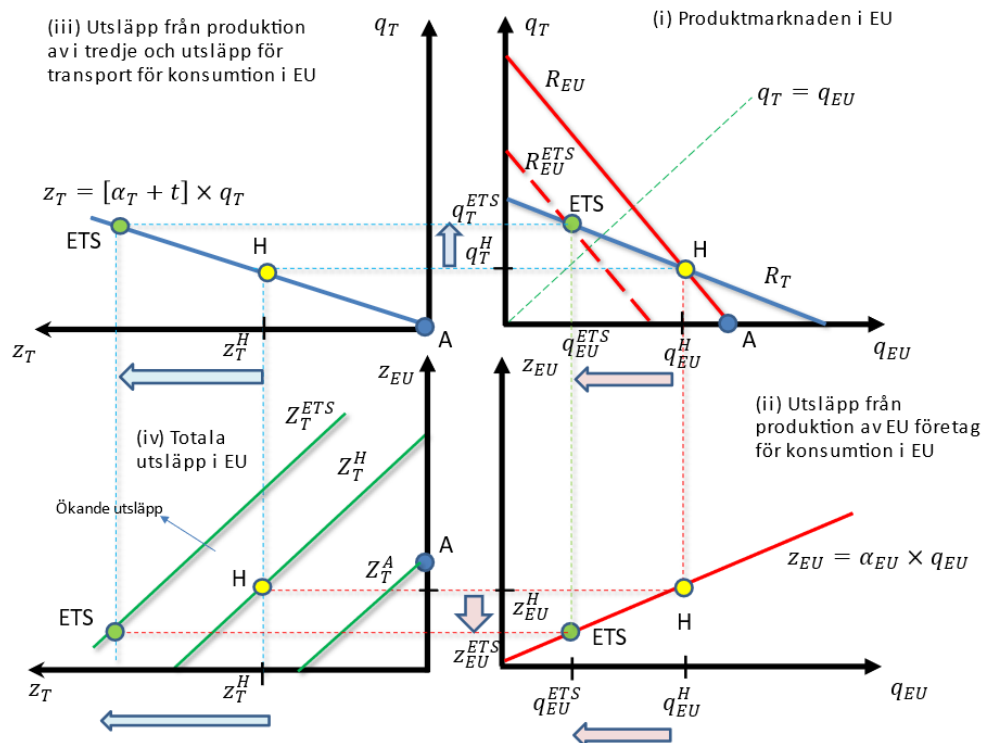 (iii) Utsläpp från produktion
av i tredje och utsläpp för
transport för konsumtion i EU
q_T
z_T = [α_T + t] × q_T
ETS
H
A
q_T^ETS
q_T^H
z_T
z_T^H
q_T
(i) Produktmarknaden i EU
R_EU
q_T = q_EU
R_EU^ETS
ETS
H
R_T
A
q_EU^ETS
q_EU^H
q_EU
z_EU
(iv) Totala
utsläpp i EU
Z_T^ETS
Z_T^H
Ökande utsläpp
Z_T^A
A
H
ETS
z_EU^H
z_EU^ETS
z_T
z_T^H
z_EU
(ii) Utsläpp från
produktion av EU företag
för konsumtion i EU
z_EU = α_EU × q_EU
H
ETS
q_EU^ETS
q_EU^H
q_EU